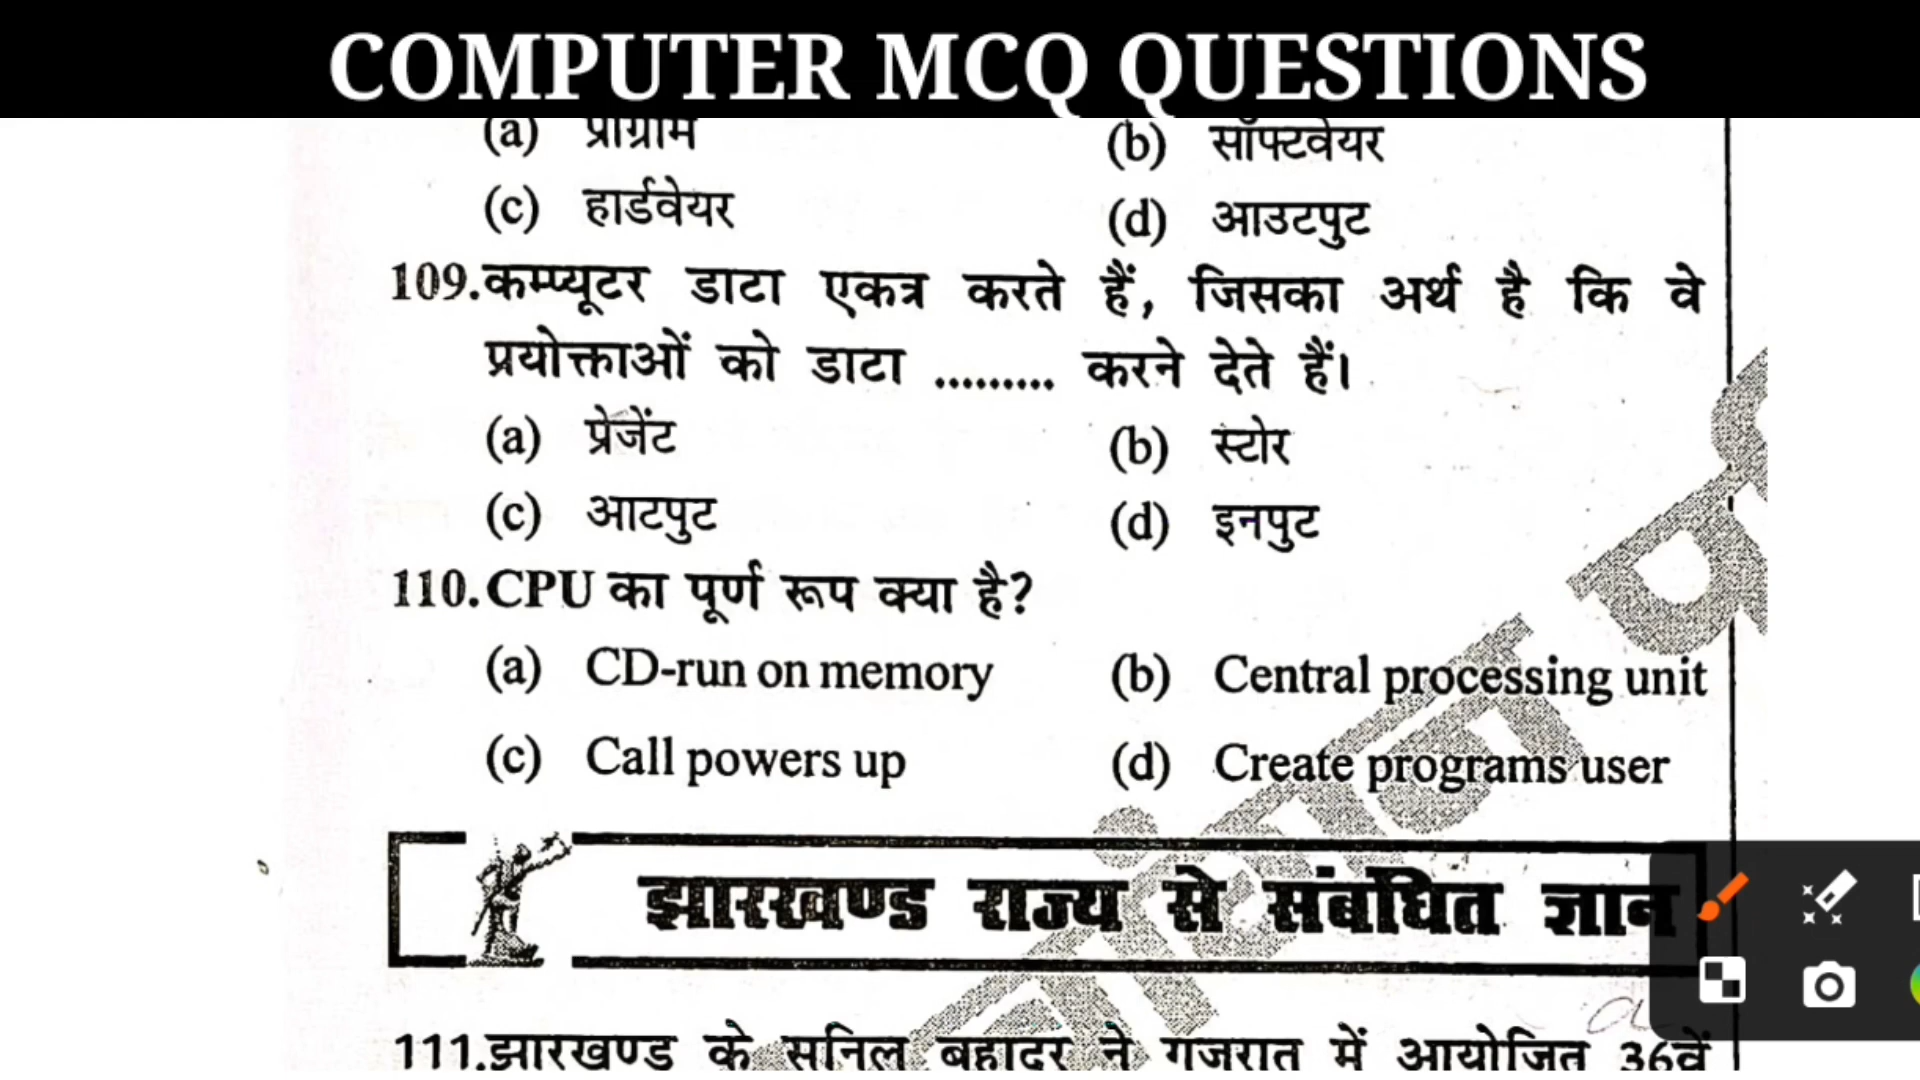 COMPUTER MCQ QUESTIONS
(a) प्रोग्राम (b) सॉफ्टवेयर
(c) हार्डवेयर (d) आउटपुट
109. कम्प्यूटर डाटा एकत्र करते हैं, जिसका अर्थ है कि वे
प्रयोक्ताओं को डाटा ......... करने देते हैं।
(a) प्रेजेंट (b) स्टोर
(c) आटपुट (d) इनपुट
110. CPU का पूर्ण रूप क्या है?
(a) CD-run on memory (b) Central processing unit
(c) Call powers up (d) Create programs user
झारखण्ड राज्य से संबंधित ज्ञान
111. झारखण्ड के सुनिल बहादुर ने गुजरात में आयोजित 36वें